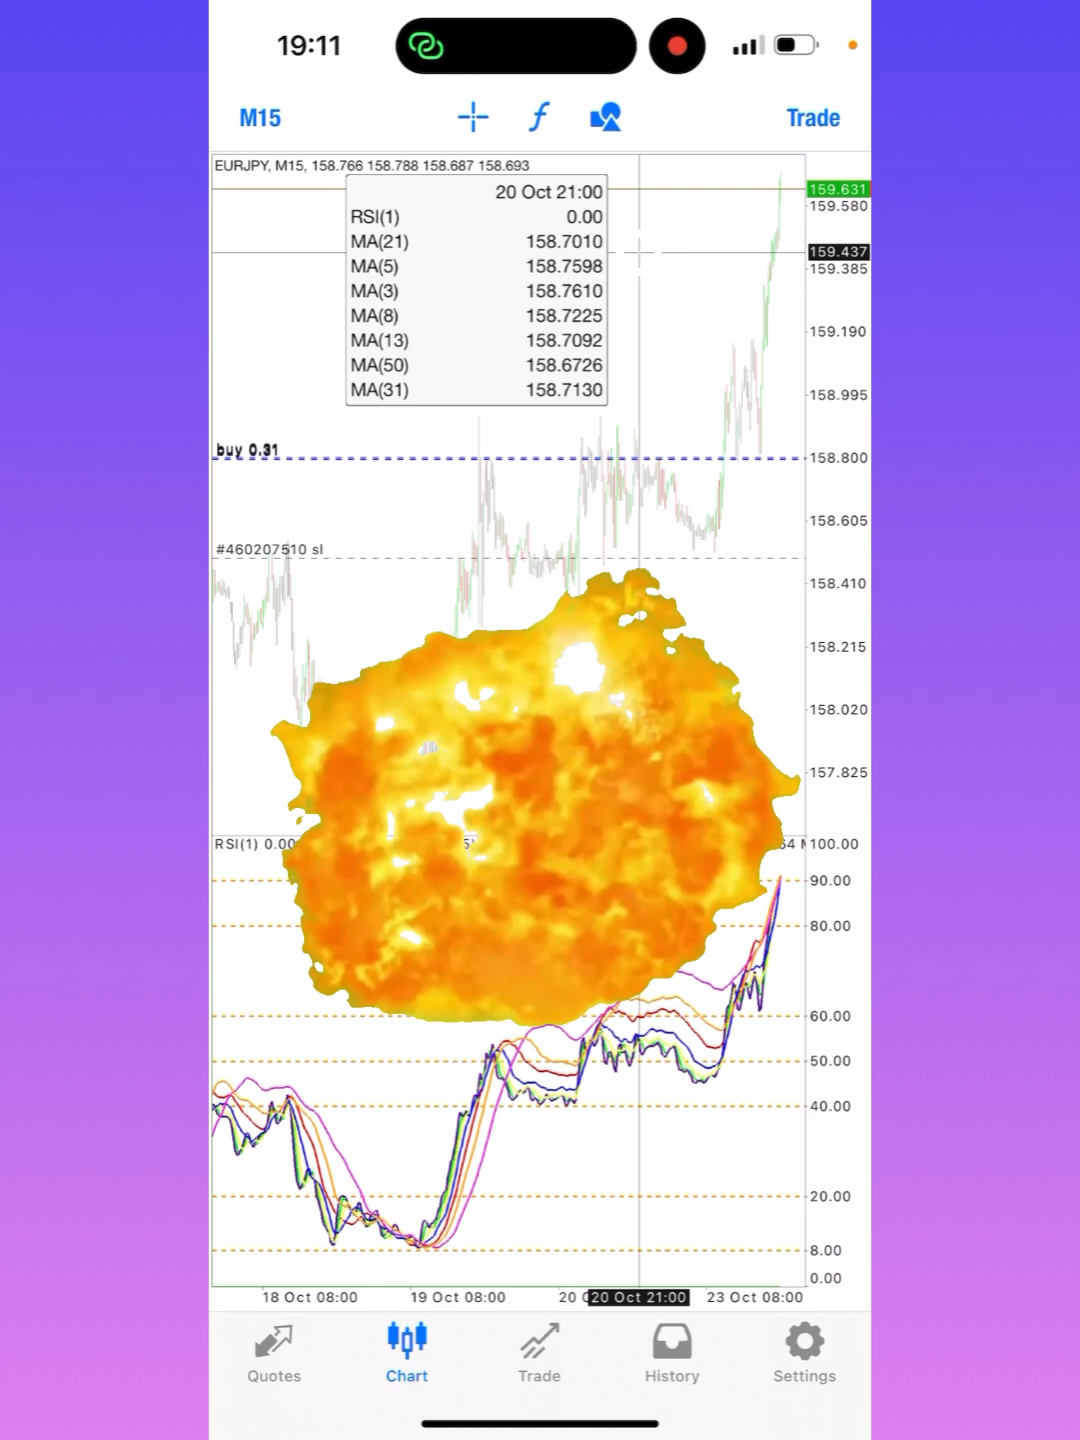 19:11
M15
f
Trade
EURJPY, M15, 158.766 158.788 158.687 158.693
20 Oct 21:00
RSI(1) 0.00
MA(21) 158.7010
MA(5) 158.7598
MA(3) 158.7610
MA(8) 158.7225
MA(13) 158.7092
MA(50) 158.6726
MA(31) 158.7130
159.631
159.580
159.437
159.385
159.190
158.995
buy 0.31
158.800
158.605
#460207510 sl
158.410
158.215
158.020
157.825
RSI(1) 0.00
100.00
90.00
80.00
60.00
50.00
40.00
20.00
8.00
0.00
18 Oct 08:00 19 Oct 08:00 20 20 Oct 21:00 23 Oct 08:00
Quotes Chart Trade History Settings